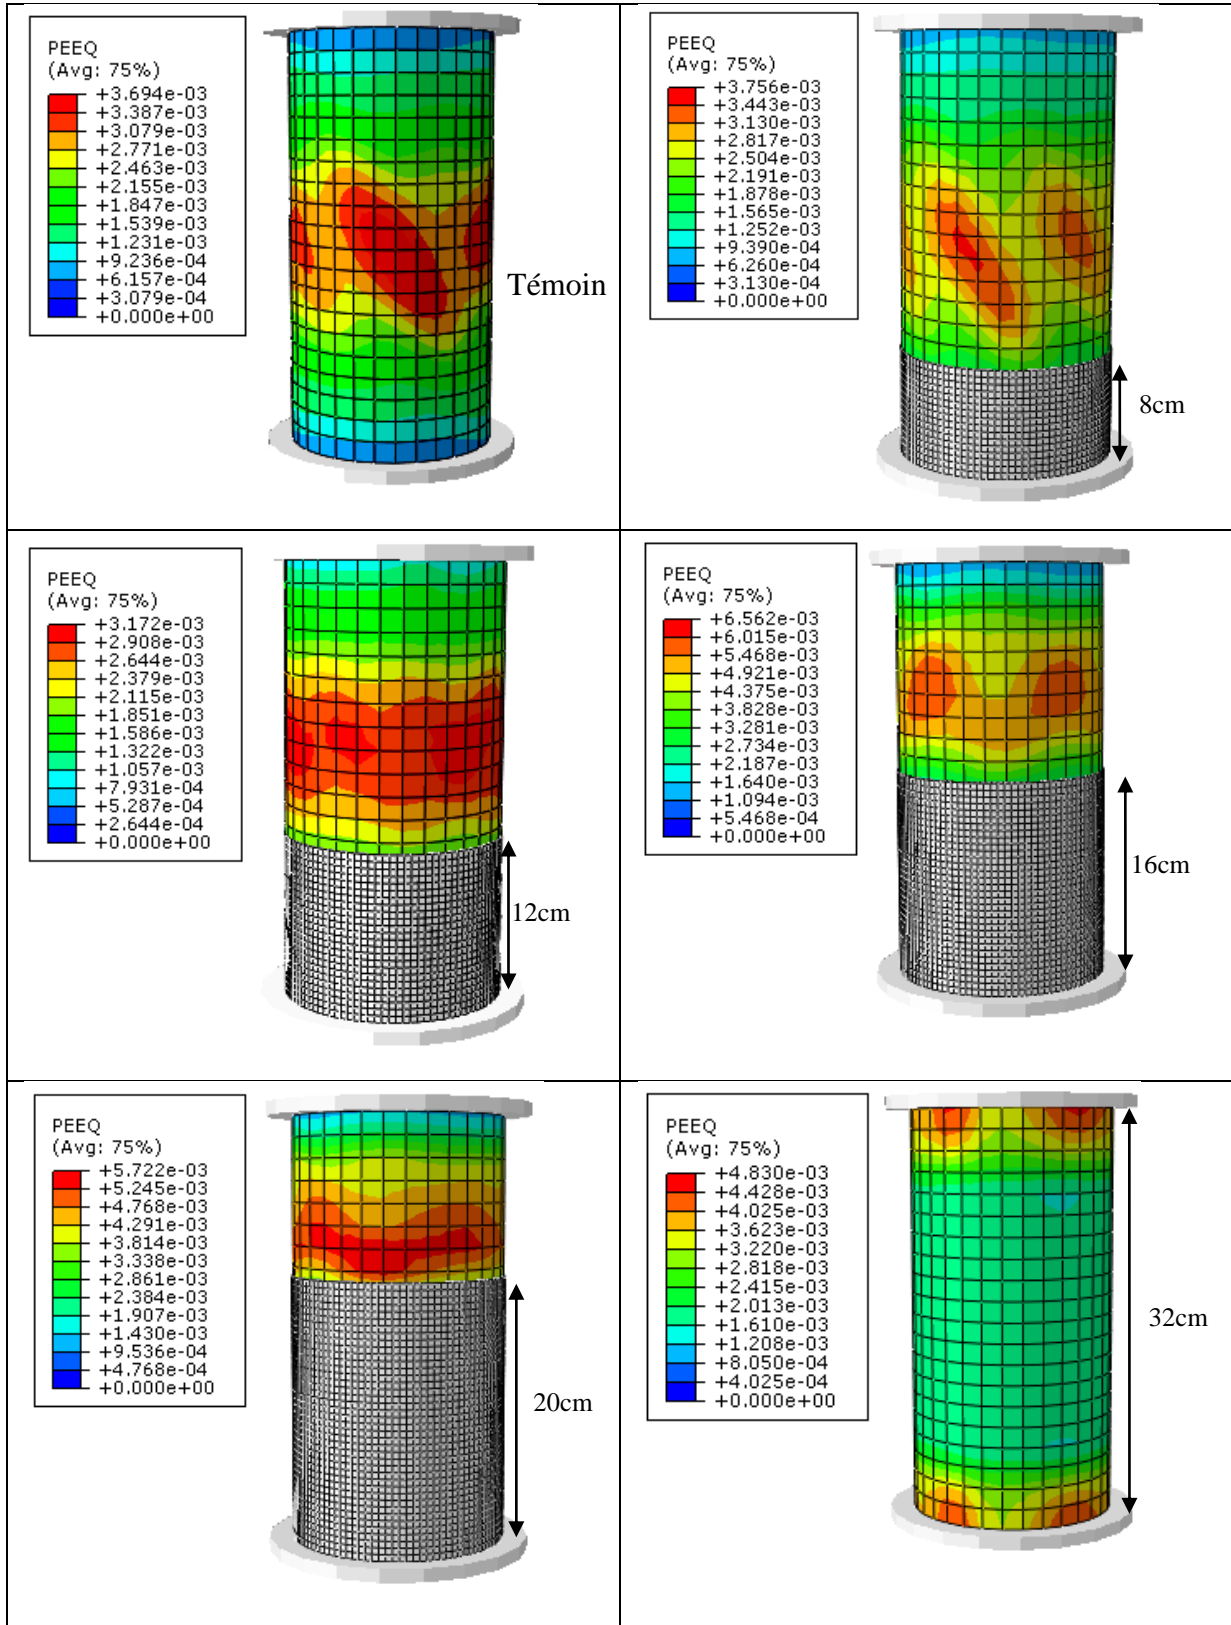 PEEQ
(Avg: 75%)
+3.694e-03
+3.387e-03
+3.079e-03
+2.771e-03
+2.463e-03
+2.155e-03
+1.847e-03
+1.539e-03
+1.231e-03
+9.236e-04
+6.157e-04
+3.079e-04
+0.000e+00
Témoin
PEEQ
(Avg: 75%)
+3.756e-03
+3.443e-03
+3.130e-03
+2.817e-03
+2.504e-03
+2.191e-03
+1.878e-03
+1.565e-03
+1.252e-03
+9.390e-04
+6.260e-04
+3.130e-04
+0.000e+00
8cm
PEEQ
(Avg: 75%)
+3.172e-03
+2.908e-03
+2.644e-03
+2.379e-03
+2.115e-03
+1.851e-03
+1.586e-03
+1.322e-03
+1.057e-03
+7.931e-04
+5.287e-04
+2.644e-04
+0.000e+00
12cm
PEEQ
(Avg: 75%)
+6.562e-03
+6.015e-03
+5.468e-03
+4.921e-03
+4.375e-03
+3.828e-03
+3.281e-03
+2.734e-03
+2.187e-03
+1.640e-03
+1.094e-03
+5.468e-04
+0.000e+00
16cm
PEEQ
(Avg: 75%)
+5.722e-03
+5.245e-03
+4.768e-03
+4.291e-03
+3.814e-03
+3.338e-03
+2.861e-03
+2.384e-03
+1.907e-03
+1.430e-03
+9.536e-04
+4.768e-04
+0.000e+00
20cm
PEEQ
(Avg: 75%)
+4.830e-03
+4.428e-03
+4.025e-03
+3.623e-03
+3.220e-03
+2.818e-03
+2.415e-03
+2.013e-03
+1.610e-03
+1.208e-03
+8.050e-04
+4.025e-04
+0.000e+00
32cm